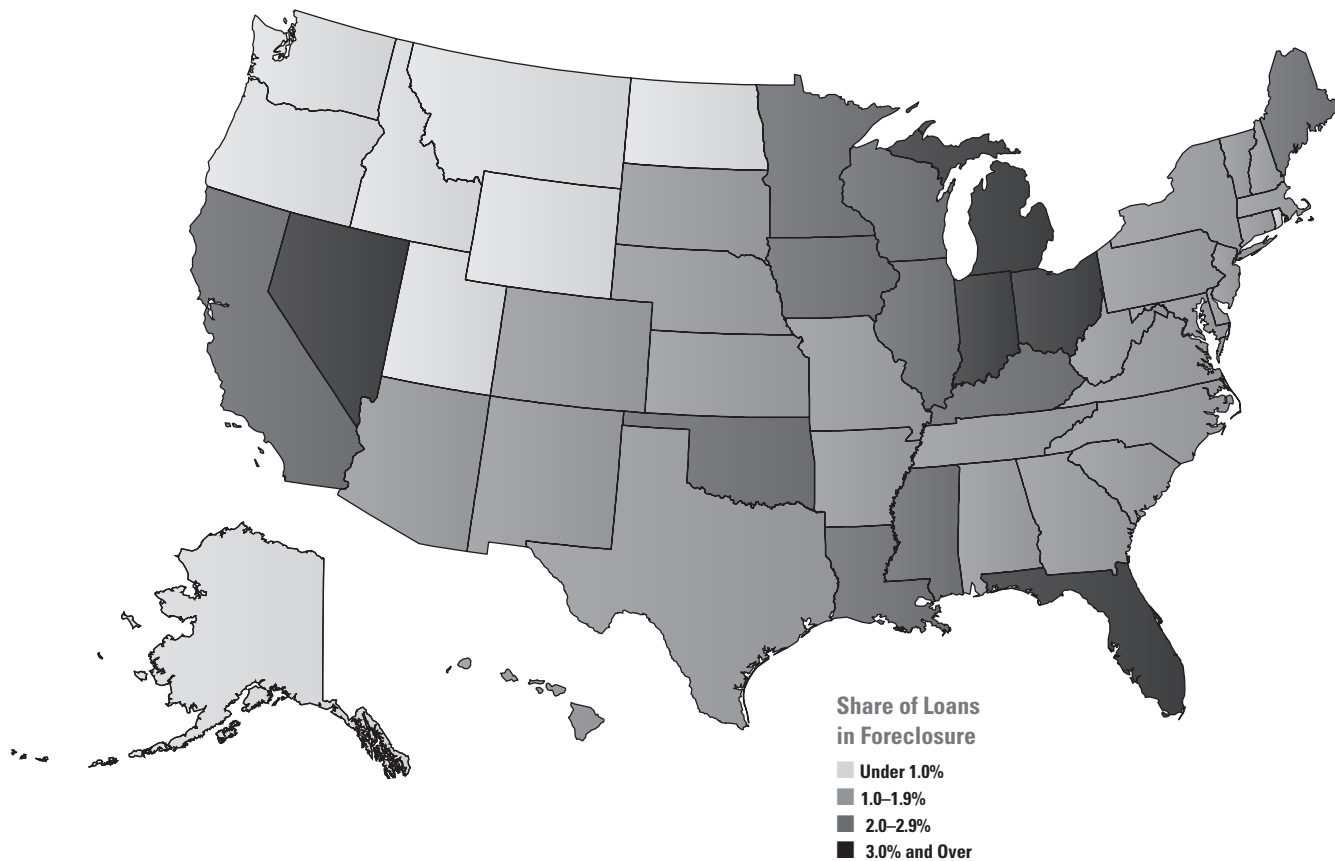 Share of Loans
in Foreclosure
Under 1.0%
1.0–1.9%
2.0–2.9%
3.0% and Over